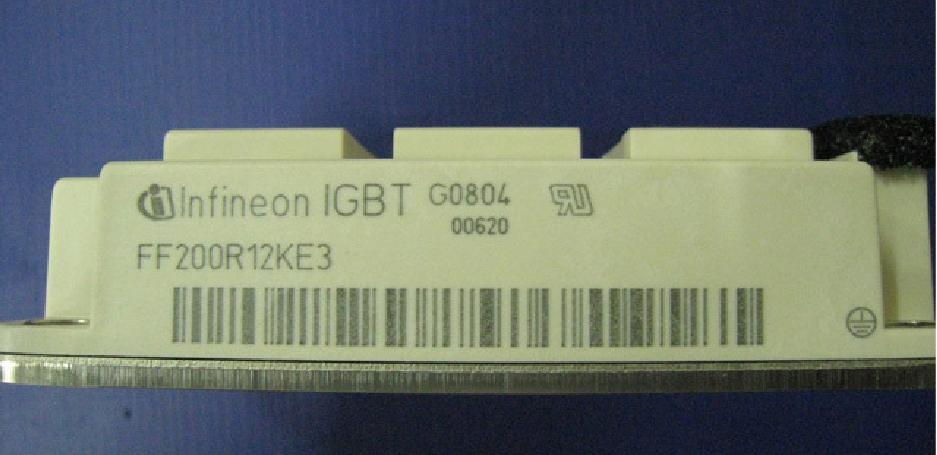 Infineon IGBT G0804
00620
FF200R12KE3